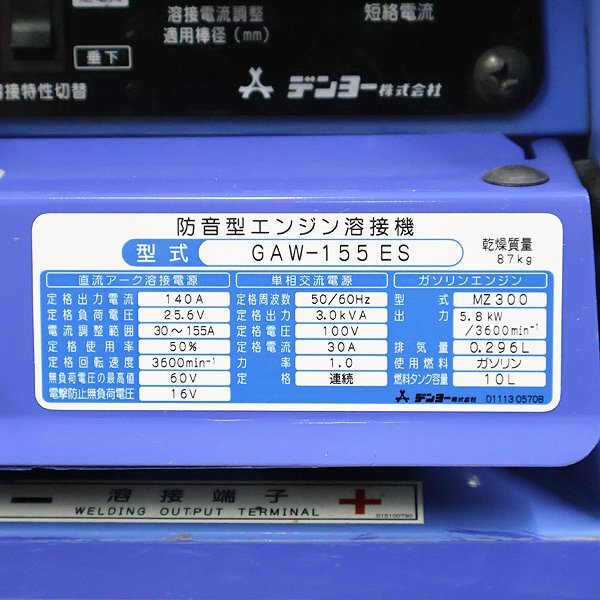 溶接電流調整
適用棒径(mm)
短絡電流
垂下
溶接特性切替
デンヨー株式会社
防音型エンジン溶接機
型式 GAW-155ES
乾燥質量
87kg
直流アーク溶接電源
定格出力電流 140A
定格負荷電圧 25.6V
電流調整範囲 30～155A
定格使用率 50%
定格回転速度 3600min⁻¹
無負荷電圧の最高値 60V
電撃防止無負荷電圧 16V
単相交流電源
定格周波数 50/60Hz
定格出力 3.0kVA
定格電圧 100V
定格電流 30A
力率 1.0
定格 連続
ガソリンエンジン
型式 MZ300
出力 5.8kW
/3600min⁻¹
排気量 0.296L
使用燃料 ガソリン
燃料タンク容量 10L
デンヨー株式会社 D11130570B
－ 溶接端子 ＋
WELDING OUTPUT TERMINAL
D15100790